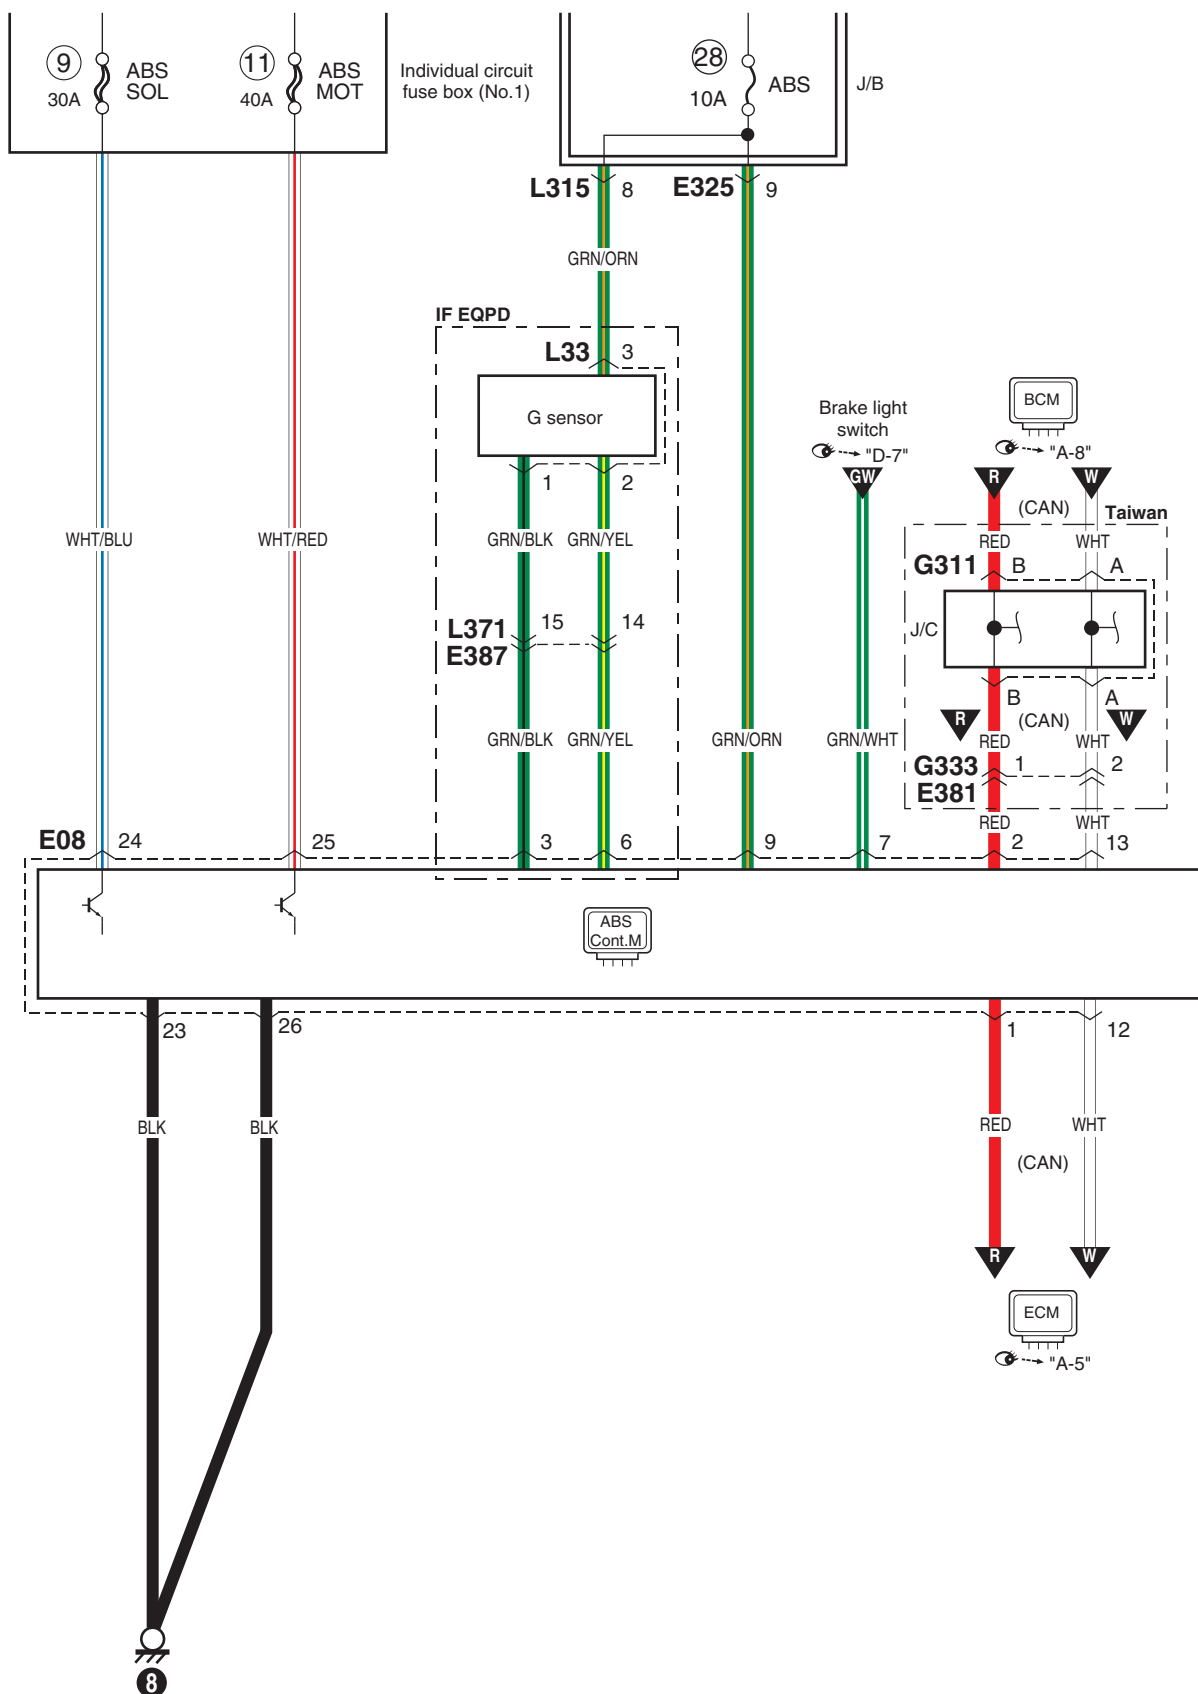 9
ABS
SOL
30A
11
ABS
MOT
40A
Individual circuit
fuse box (No.1)
28
ABS
10A
J/B
L315
8
E325
9
GRN/ORN
IF EQPD
L33
3
G sensor
1
2
Brake light
switch
"D-7"
GW
BCM
"A-8"
R
W
(CAN)
Taiwan
WHT/BLU
WHT/RED
GRN/BLK
GRN/YEL
RED
WHT
G311
B
A
J/C
L371
15
14
E387
B
A
R
(CAN)
W
GRN/BLK
GRN/YEL
GRN/ORN
GRN/WHT
RED
WHT
G333
1
2
E381
RED
WHT
E08
24
25
3
6
9
7
2
13
ABS
Cont.M
23
26
1
12
BLK
BLK
RED
WHT
(CAN)
R
W
ECM
"A-5"
8